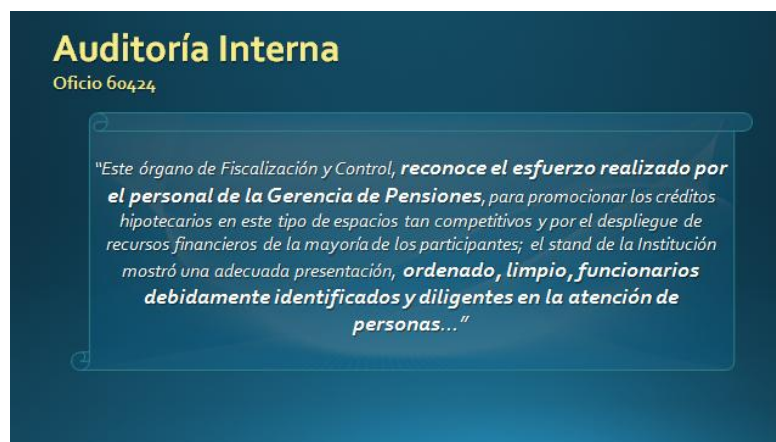 Auditoría Interna
Oficio 60424
"Este órgano de Fiscalización y Control, reconoce el esfuerzo realizado por
el personal de la Gerencia de Pensiones, para promocionar los créditos
hipotecarios en este tipo de espacios tan competitivos y por el despliegue de
recursos financieros de la mayoría de los participantes; el stand de la Institución
mostró una adecuada presentación, ordenado, limpio, funcionarios
debidamente identificados y diligentes en la atención de
personas..."